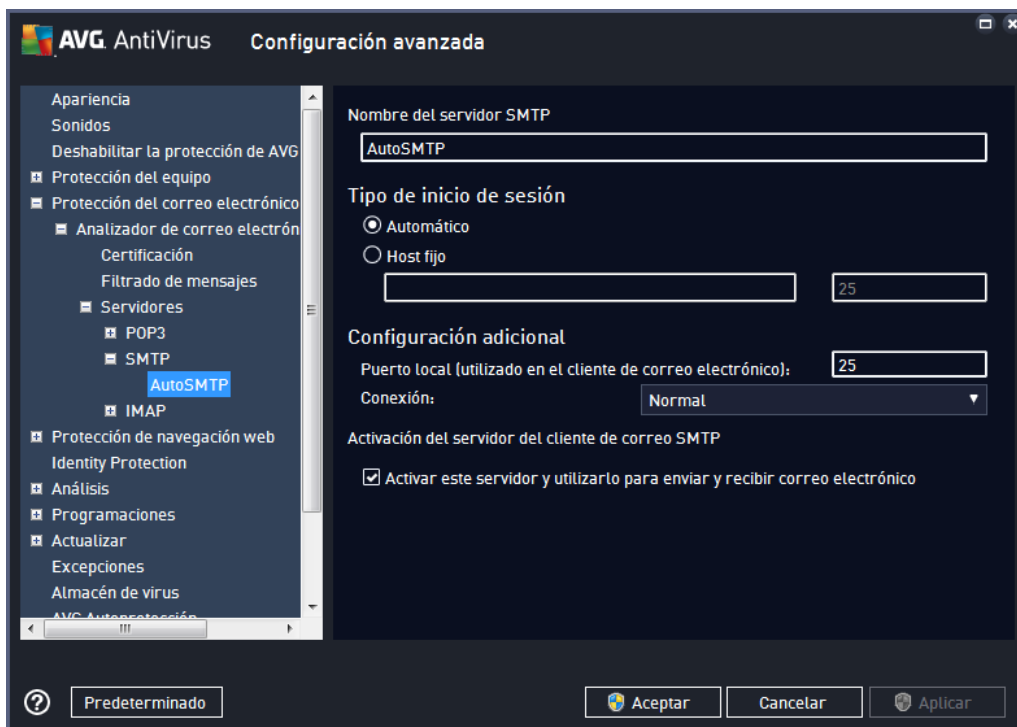 AVG AntiVirus Configuración avanzada
Apariencia
Sonidos
Deshabilitar la protección de AVG
Protección del equipo
Protección del correo electrónico
Analizador de correo electrón
Certificación
Filtrado de mensajes
Servidores
POP3
SMTP
AutoSMTP
IMAP
Protección de navegación web
Identity Protection
Análisis
Programaciones
Actualizar
Excepciones
Almacén de virus
AVG Autoprotección
Nombre del servidor SMTP
AutoSMTP
Tipo de inicio de sesión
Automático
Host fijo
25
Configuración adicional
Puerto local (utilizado en el cliente de correo electrónico): 25
Conexión: Normal
Activación del servidor del cliente de correo SMTP
Activar este servidor y utilizarlo para enviar y recibir correo electrónico
Predeterminado Aceptar Cancelar Aplicar